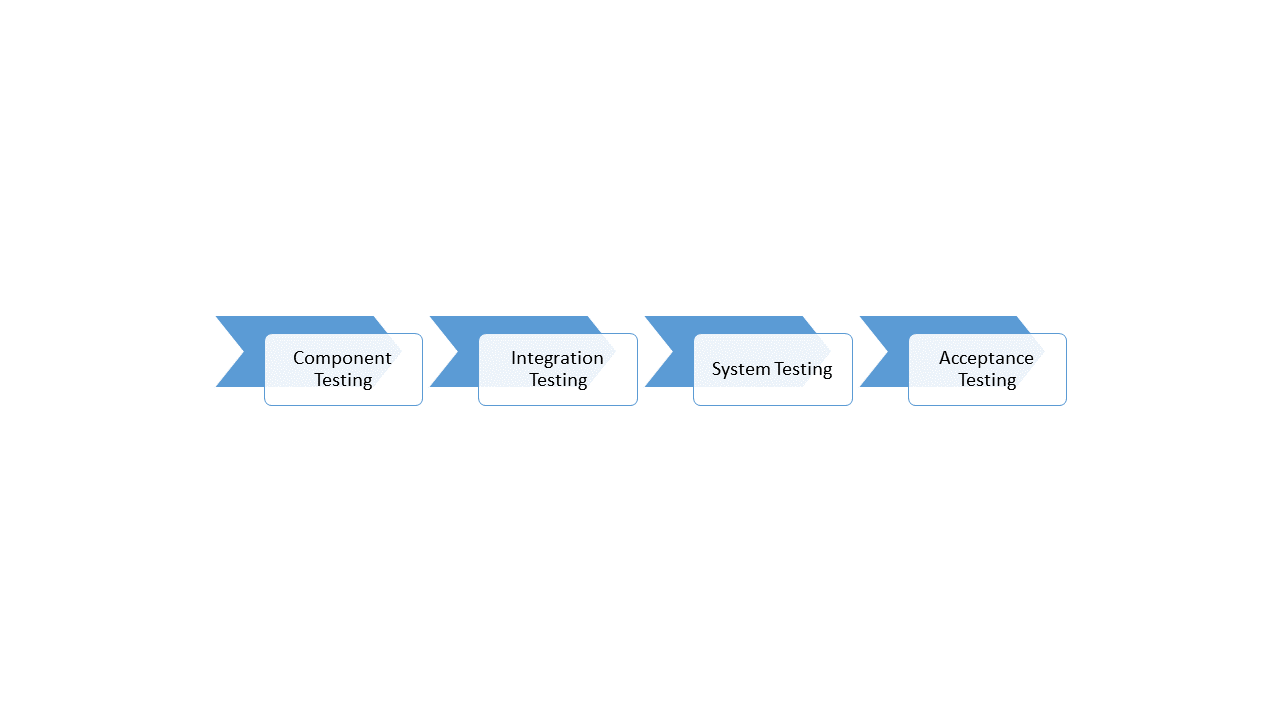 Component
Testing
Integration
Testing
System Testing
Acceptance
Testing